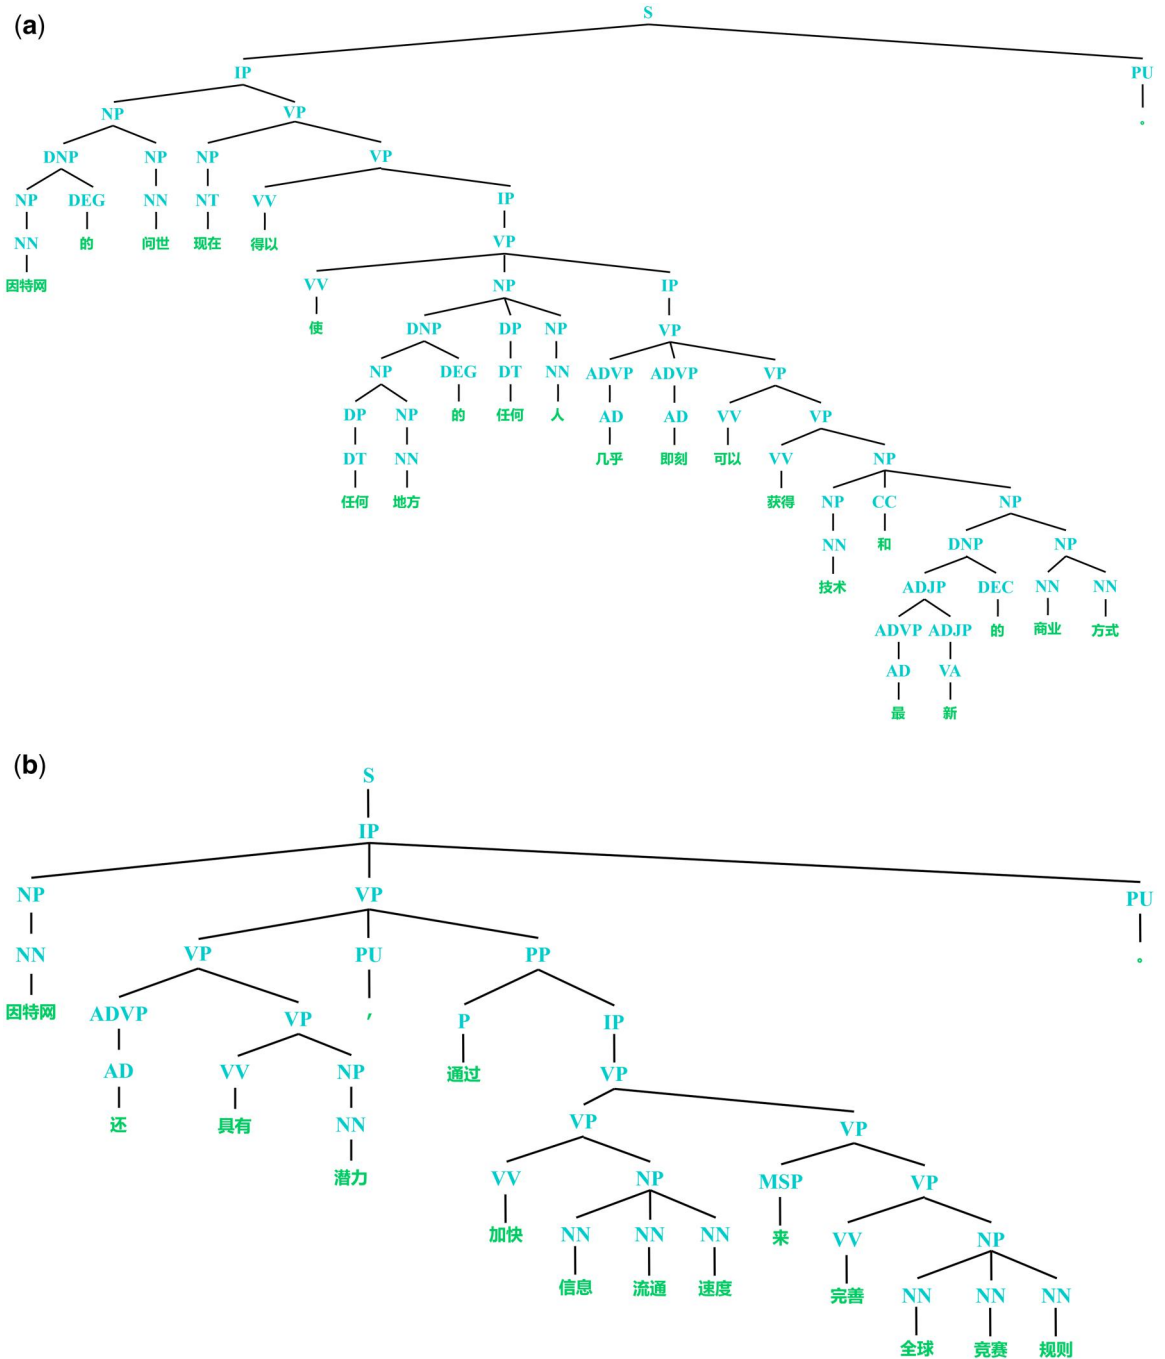 (a)
S
IP PU
NP VP 。
DNP NP NP VP
NP DEG NN NT VV IP
NN 的 问世 现在 得以 VP
因特网 VV NP IP
使 DNP DP NP VP
NP DEG DT NN ADVP ADVP VP
DP NP 的 任何 人 AD AD VV VP
DT NN 几乎 即刻 可以 VV NP
任何 地方 获得 NP CC NP
NN 和 DNP NP
技术 ADJP DEC NN NN
ADVP ADJP 的 商业 方式
AD VA
最 新
(b)
S
IP
NP VP PU
NN VP PU PP 。
因特网 ADVP VP , P IP
AD VV NP 通过 VP
还 具有 NN VP VP
潜力 VV NP MSP VP
加快 NN NN NN 来 VV NP
信息 流通 速度 完善 NN NN NN
全球 竞赛 规则